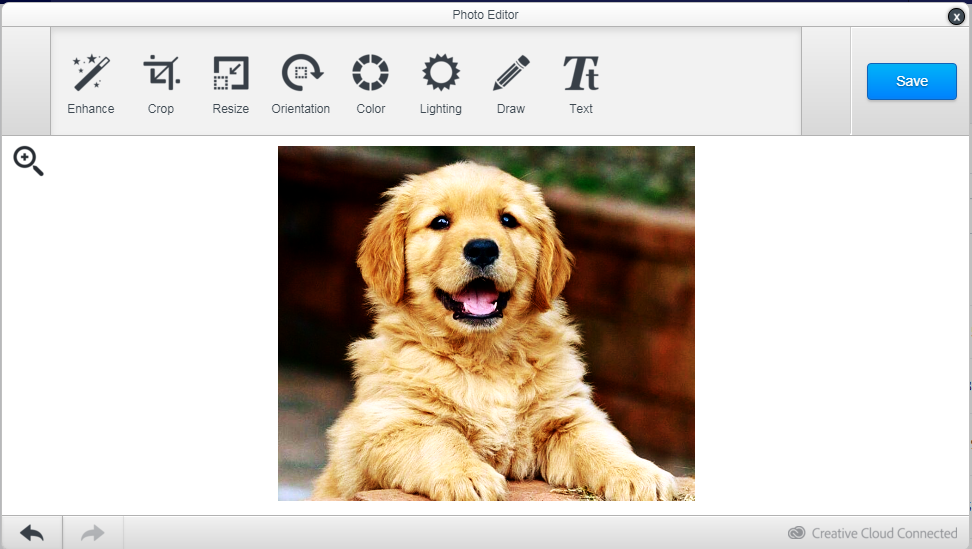 Photo Editor
x
Enhance Crop Resize Orientation Color Lighting Draw Text
Save
Creative Cloud Connected